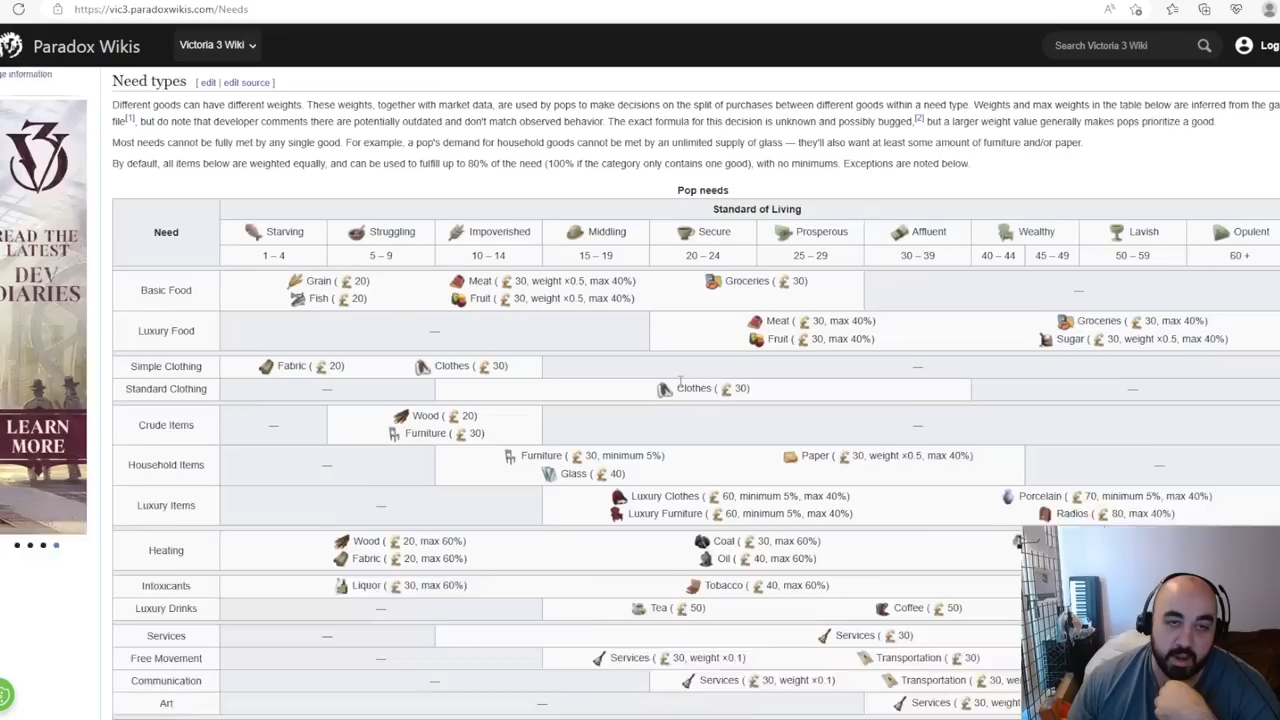 https://vic3.paradoxwikis.com/Needs
Paradox Wikis
Victoria 3 Wiki
Search Victoria 3 Wiki
Log
ge information
Need types [ edit | edit source ]
Different goods can have different weights. These weights, together with market data, are used by pops to make decisions on the split of purchases between different goods within a need type. Weights and max weights in the table below are inferred from the ga
file[1], but do note that developer comments there are potentially outdated and don't match observed behavior. The exact formula for this decision is unknown and possibly bugged,[2] but a larger weight value generally makes pops prioritize a good.
Most needs cannot be fully met by any single good. For example, a pop's demand for household goods cannot be met by an unlimited supply of glass — they'll also want at least some amount of furniture and/or paper.
By default, all items below are weighted equally, and can be used to fulfill up to 80% of the need (100% if the category only contains one good), with no minimums. Exceptions are noted below.
V3
READ THE
LATEST
DEV
DIARIES
LEARN
MORE
Pop needs
Need
Standard of Living
Starving Struggling Impoverished Middling Secure Prosperous Affluent Wealthy Lavish Opulent
1 – 4 5 – 9 10 – 14 15 – 19 20 – 24 25 – 29 30 – 39 40 – 44 45 – 49 50 – 59 60 +
Basic Food
Grain ( £ 20) Meat ( £ 30, weight ×0.5, max 40%) Groceries ( £ 30) —
Fish ( £ 20) Fruit ( £ 30, weight ×0.5, max 40%)
Luxury Food
— Meat ( £ 30, max 40%) Groceries ( £ 30, max 40%)
Fruit ( £ 30, max 40%) Sugar ( £ 30, weight ×0.5, max 40%)
Simple Clothing Fabric ( £ 20) Clothes ( £ 30) —
Standard Clothing — Clothes ( £ 30) —
Crude Items
— Wood ( £ 20) —
Furniture ( £ 30)
Household Items
— Furniture ( £ 30, minimum 5%) Paper ( £ 30, weight ×0.5, max 40%) —
Glass ( £ 40)
Luxury Items
— Luxury Clothes ( £ 60, minimum 5%, max 40%) Porcelain ( £ 70, minimum 5%, max 40%)
Luxury Furniture ( £ 60, minimum 5%, max 40%) Radios ( £ 80, max 40%)
Heating
Wood ( £ 20, max 60%) Coal ( £ 30, max 60%)
Fabric ( £ 20, max 60%) Oil ( £ 40, max 60%)
Intoxicants Liquor ( £ 30, max 60%) Tobacco ( £ 40, max 60%)
Luxury Drinks — Tea ( £ 50) Coffee ( £ 50)
Services — Services ( £ 30)
Free Movement — Services ( £ 30, weight ×0.1) Transportation ( £ 30)
Communication — Services ( £ 30, weight ×0.1) Transportation ( £ 30, we
Art — Services ( £ 30, weight